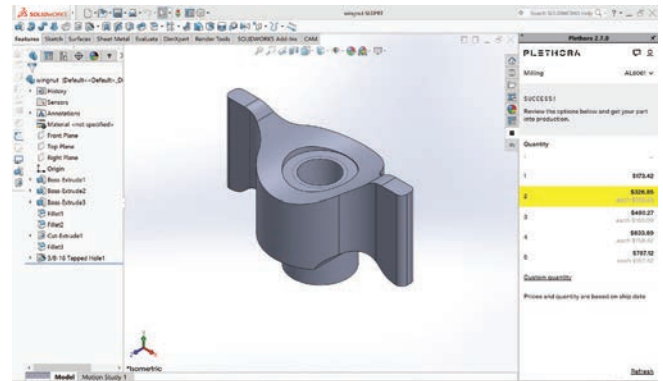 SOLIDWORKS
wingnut.SLDPRT
Search SOLIDWORKS Help
Features Sketch Surfaces Sheet Metal Evaluate DimXpert Render Tools SOLIDWORKS Add-Ins CAM
wingnut (Default<<Default>_D
History
Sensors
Annotations
Material <not specified>
Front Plane
Top Plane
Right Plane
Origin
Boss-Extrude1
Boss-Extrude2
Boss-Extrude3
Fillet1
Fillet2
Cut-Extrude1
Fillet3
3/8-16 Tapped Hole1
*Isometric
Model Motion Study 1
Plethora 2.7.0
PLETHORA
Milling AL6061
SUCCESS!
Review the options below and get your part
into production.
Quantity
1 $173.42
2 $326.85
3 $480.27
4 $633.69
5 $787.12
Custom quantity
Prices and quantity are based on ship date
Refresh